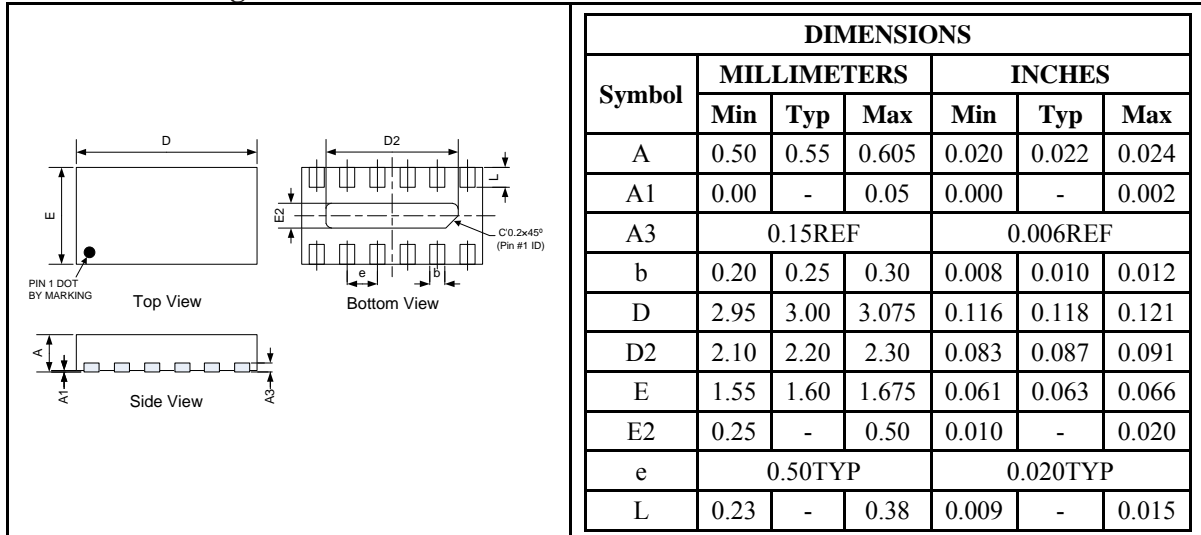 D
E
PIN 1 DOT
BY MARKING
Top View
D2
L
E2
C'0.2×45º
(Pin #1 ID)
e
b
Bottom View
A
A1
A3
Side View
DIMENSIONS
Symbol MILLIMETERS INCHES
Min Typ Max Min Typ Max
A 0.50 0.55 0.605 0.020 0.022 0.024
A1 0.00 - 0.05 0.000 - 0.002
A3 0.15REF 0.006REF
b 0.20 0.25 0.30 0.008 0.010 0.012
D 2.95 3.00 3.075 0.116 0.118 0.121
D2 2.10 2.20 2.30 0.083 0.087 0.091
E 1.55 1.60 1.675 0.061 0.063 0.066
E2 0.25 - 0.50 0.010 - 0.020
e 0.50TYP 0.020TYP
L 0.23 - 0.38 0.009 - 0.015